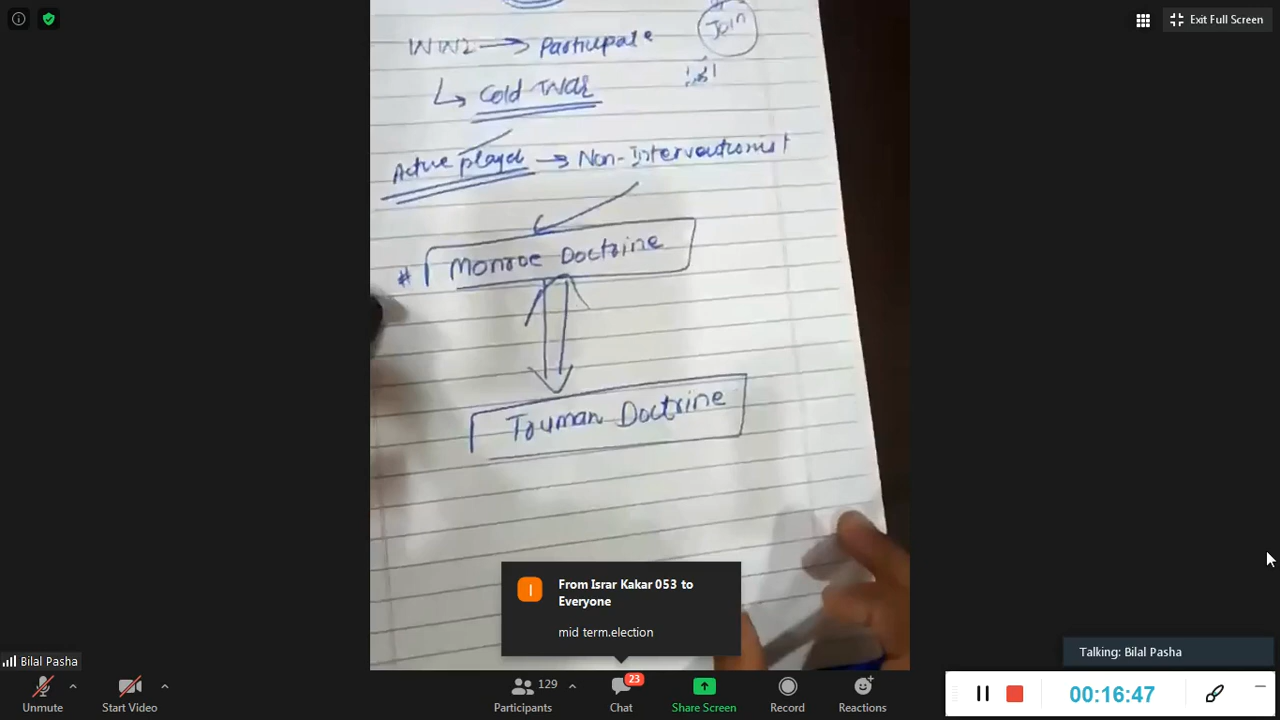 Exit Full Screen
Join
WW2 → Participate
↳ Cold War
Active played → Non-Interventionist
# Monroe Doctrine
Truman Doctrine
From Israr Kakar 053 to
Everyone
mid term.election
Bilal Pasha
Talking: Bilal Pasha
Unmute
Start Video
129
Participants
23
Chat
Share Screen
Record
Reactions
00:16:47